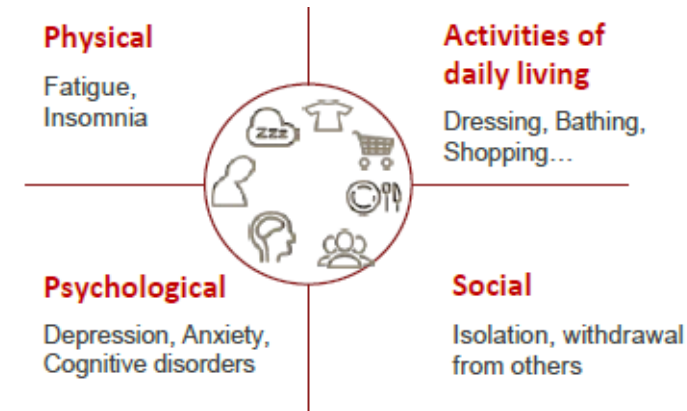 Physical
Fatigue,
Insomnia
Activities of
daily living
Dressing, Bathing,
Shopping…
zzz
Psychological
Depression, Anxiety,
Cognitive disorders
Social
Isolation, withdrawal
from others